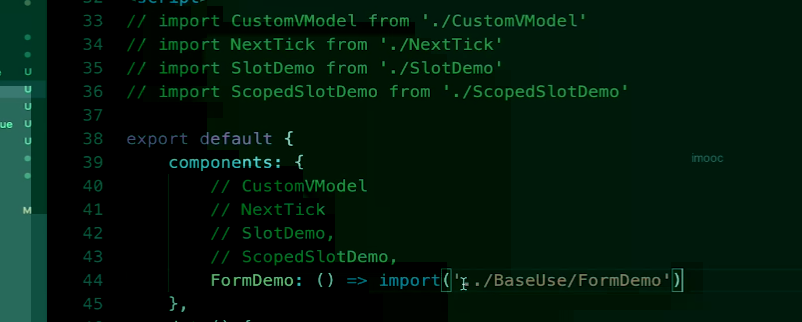 32 <script>
33 // import CustomVModel from './CustomVModel'
34 // import NextTick from './NextTick'
35 // import SlotDemo from './SlotDemo'
36 // import ScopedSlotDemo from './ScopedSlotDemo'
37
38 export default {
39 components: {
imooc
40 // CustomVModel
41 // NextTick
42 // SlotDemo,
43 // ScopedSlotDemo,
44 FormDemo: () => import('../BaseUse/FormDemo')
45 },
ue U
U
U
U
U
U
M